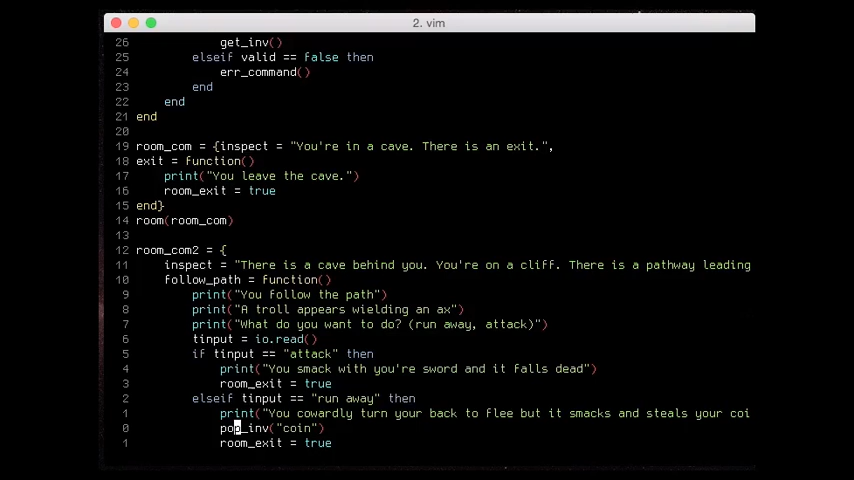 2. vim
26 get_inv()
25 elseif valid == false then
24 err_command()
23 end
22 end
21 end
20
19 room_com = {inspect = "You're in a cave. There is an exit.",
18 exit = function()
17 print("You leave the cave.")
16 room_exit = true
15 end}
14 room(room_com)
13
12 room_com2 = {
11 inspect = "There is a cave behind you. You're on a cliff. There is a pathway leading
10 follow_path = function()
9 print("You follow the path")
8 print("A troll appears wielding an ax")
7 print("What do you want to do? (run away, attack)")
6 tinput = io.read()
5 if tinput == "attack" then
4 print("You smack with you're sword and it falls dead")
3 room_exit = true
2 elseif tinput == "run away" then
1 print("You cowardly turn your back to flee but it smacks and steals your coi
0 pop_inv("coin")
1 room_exit = true